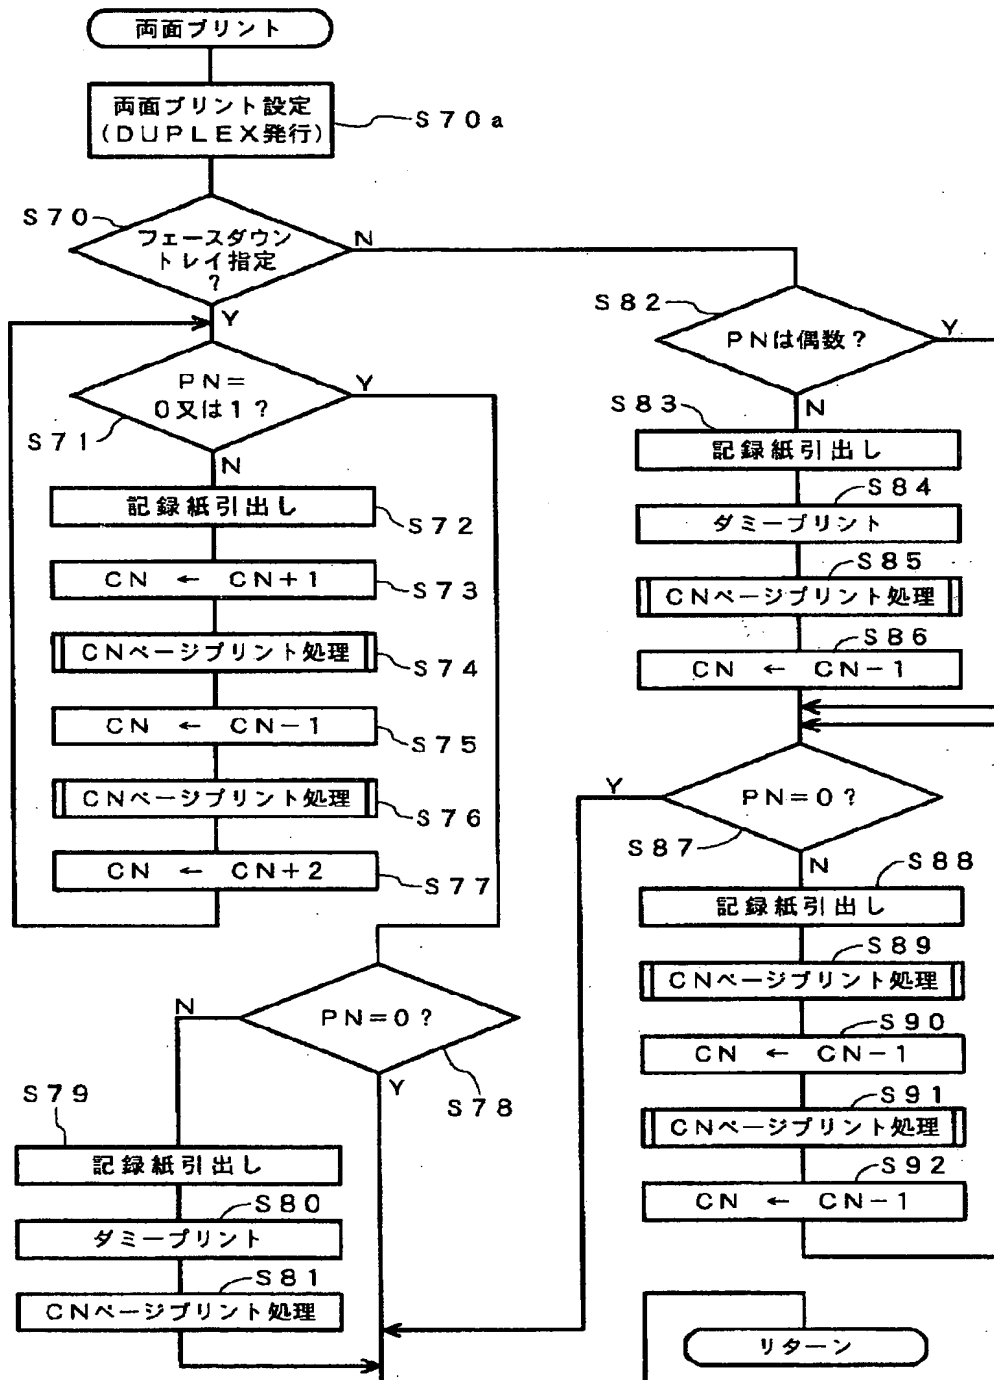 両面プリント
両面プリント設定
(DUPLEX発行)
S70a
S70
フェースダウン
トレイ指定
?
N
Y
PN=
0又は1?
Y
S71
N
記録紙引出し
S72
CN ← CN+1
S73
CNページプリント処理
S74
CN ← CN-1
S75
CNページプリント処理
S76
CN ← CN+2
S77
PN=0?
N
Y
S78
S79
記録紙引出し
S80
ダミープリント
S81
CNページプリント処理
S82
PNは偶数?
Y
N
S83
記録紙引出し
S84
ダミープリント
S85
CNページプリント処理
S86
CN ← CN-1
Y
PN=0?
S87
N
S88
記録紙引出し
S89
CNページプリント処理
S90
CN ← CN-1
S91
CNページプリント処理
S92
CN ← CN-1
リターン